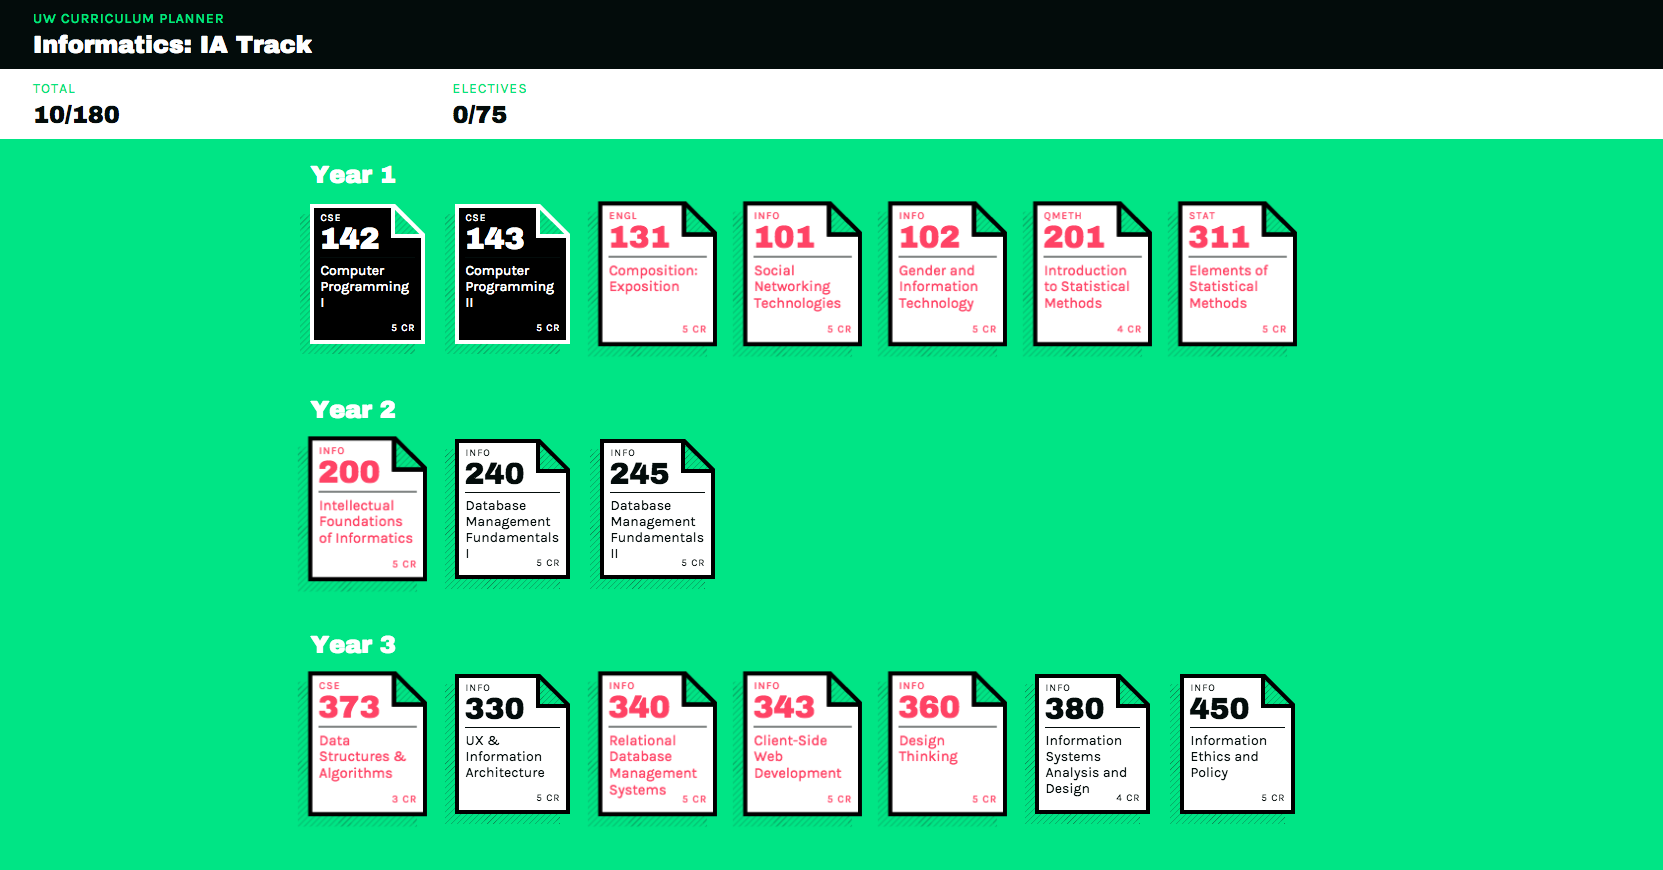 UW CURRICULUM PLANNER
Informatics: IA Track
TOTAL
10/180
ELECTIVES
0/75
Year 1
CSE
142
Computer
Programming
I
5 CR
CSE
143
Computer
Programming
II
5 CR
ENGL
131
Composition:
Exposition
5 CR
INFO
101
Social
Networking
Technologies
5 CR
INFO
102
Gender and
Information
Technology
5 CR
QMETH
201
Introduction
to Statistical
Methods
4 CR
STAT
311
Elements of
Statistical
Methods
5 CR
Year 2
INFO
200
Intellectual
Foundations
of Informatics
5 CR
INFO
240
Database
Management
Fundamentals
I
5 CR
INFO
245
Database
Management
Fundamentals
II
5 CR
Year 3
CSE
373
Data
Structures &
Algorithms
3 CR
INFO
330
UX &
Information
Architecture
5 CR
INFO
340
Relational
Database
Management
Systems
5 CR
INFO
343
Client-Side
Web
Development
5 CR
INFO
360
Design
Thinking
5 CR
INFO
380
Information
Systems
Analysis and
Design
4 CR
INFO
450
Information
Ethics and
Policy
5 CR